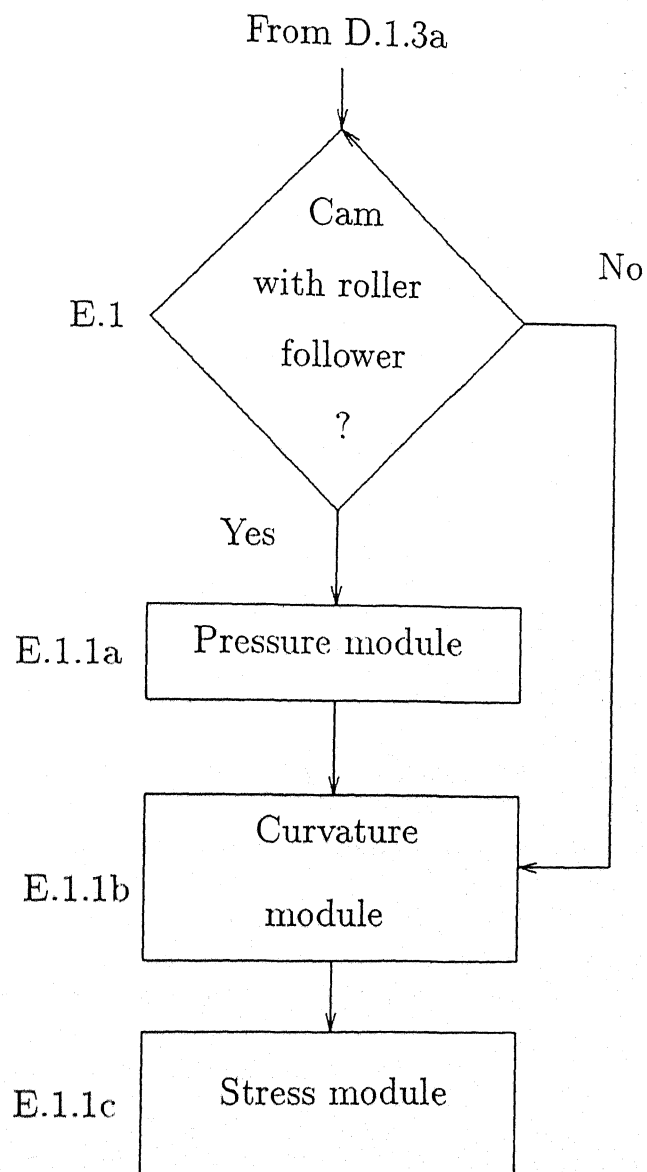 From D.1.3a
Cam
with roller
No
E.1
follower
?
Yes
E.1.1a
Pressure module
Curvature
E.1.1b
module
E.1.1c
Stress module